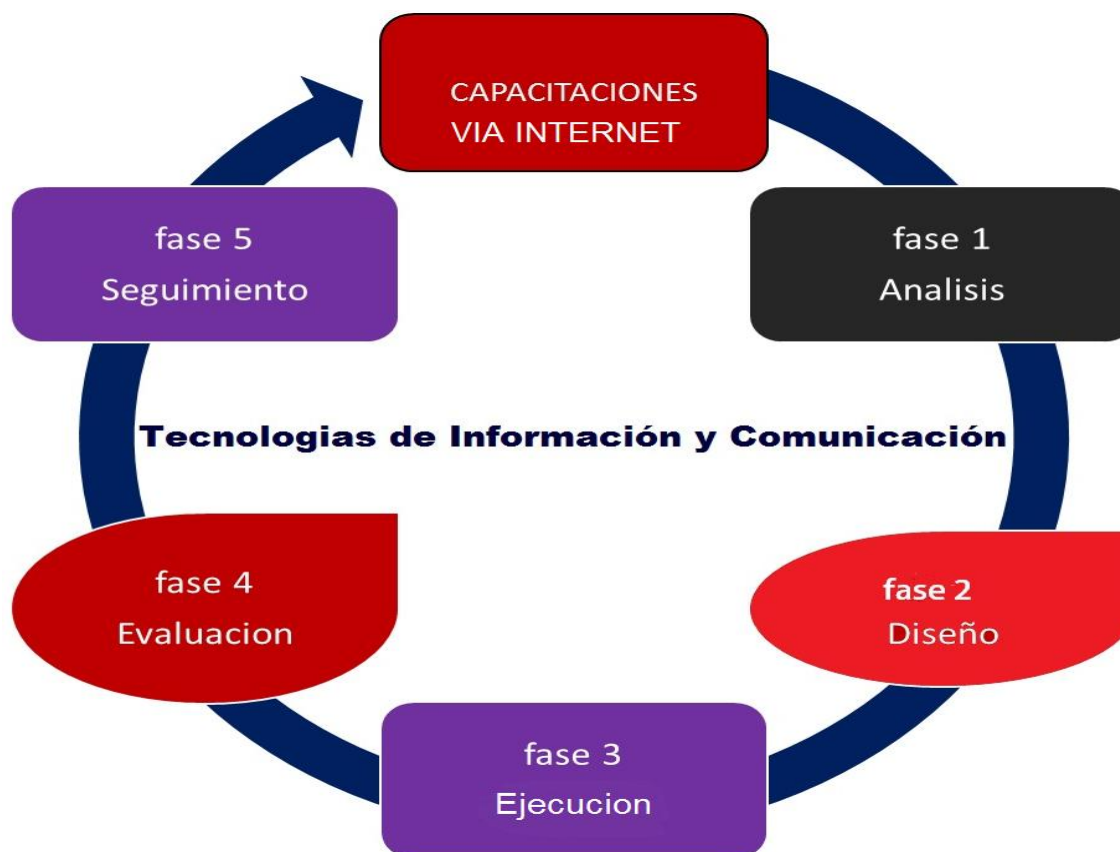 CAPACITACIONES
VIA INTERNET
fase 1
Analisis
fase 2
Diseño
fase 3
Ejecucion
fase 4
Evaluacion
fase 5
Seguimiento
Tecnologias de Información y Comunicación